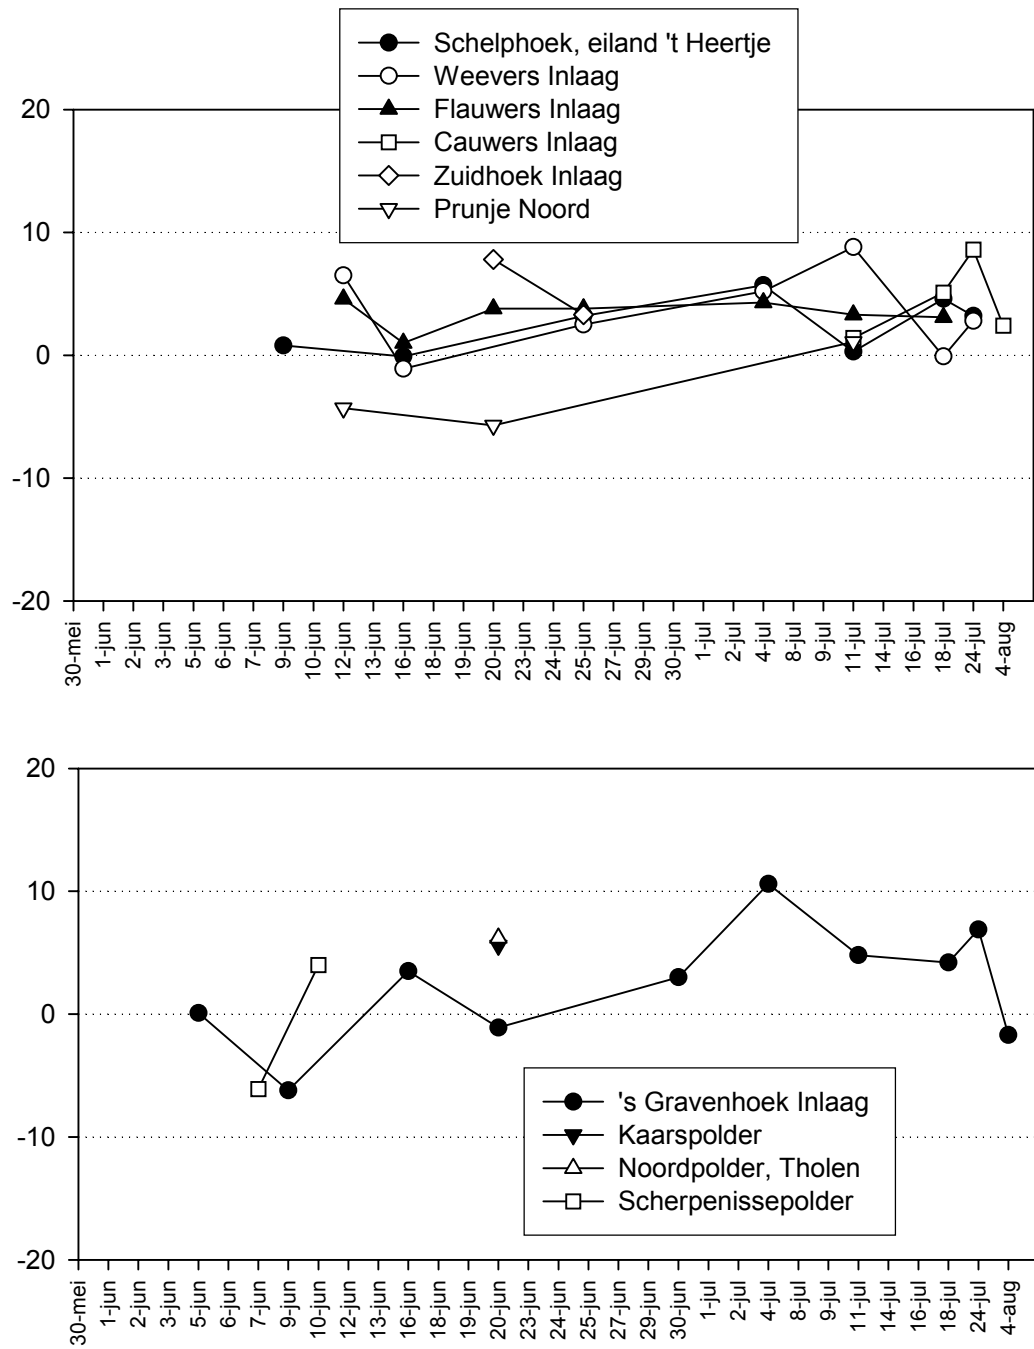 Schelphoek, eiland 't Heertje
Weevers Inlaag
Flauwers Inlaag
Cauwers Inlaag
Zuidhoek Inlaag
Prunje Noord
20
10
0
-10
-20
30-mei
1-jun
2-jun
3-jun
5-jun
6-jun
7-jun
9-jun
10-jun
12-jun
13-jun
16-jun
18-jun
19-jun
20-jun
23-jun
24-jun
25-jun
27-jun
29-jun
30-jun
1-jul
2-jul
4-jul
8-jul
9-jul
11-jul
14-jul
16-jul
18-jul
24-jul
4-aug
20
10
0
-10
-20
's Gravenhoek Inlaag
Kaarspolder
Noordpolder, Tholen
Scherpenissepolder
30-mei
1-jun
2-jun
3-jun
5-jun
6-jun
7-jun
9-jun
10-jun
12-jun
13-jun
16-jun
18-jun
19-jun
20-jun
23-jun
24-jun
25-jun
27-jun
29-jun
30-jun
1-jul
2-jul
4-jul
8-jul
9-jul
11-jul
14-jul
16-jul
18-jul
24-jul
4-aug